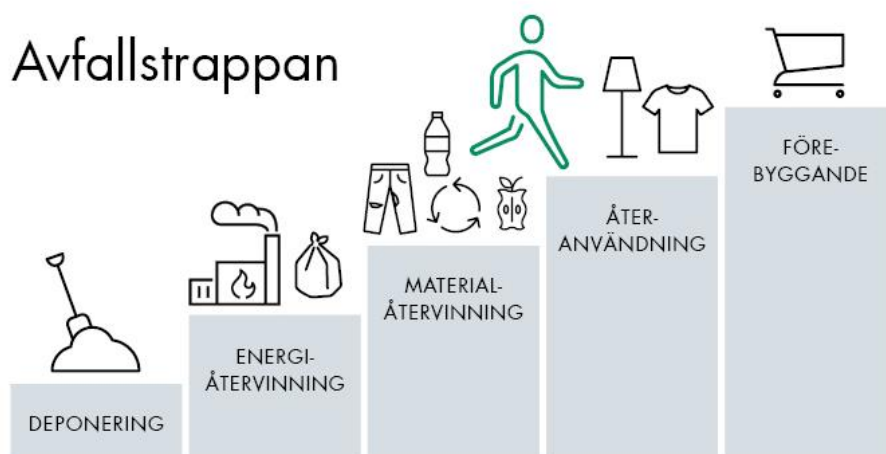 Avfallstrappan
DEPONERING
ENERGI-
ÅTERVINNING
MATERIAL-
ÅTERVINNING
ÅTER-
ANVÄNDNING
FÖRE-
BYGGANDE